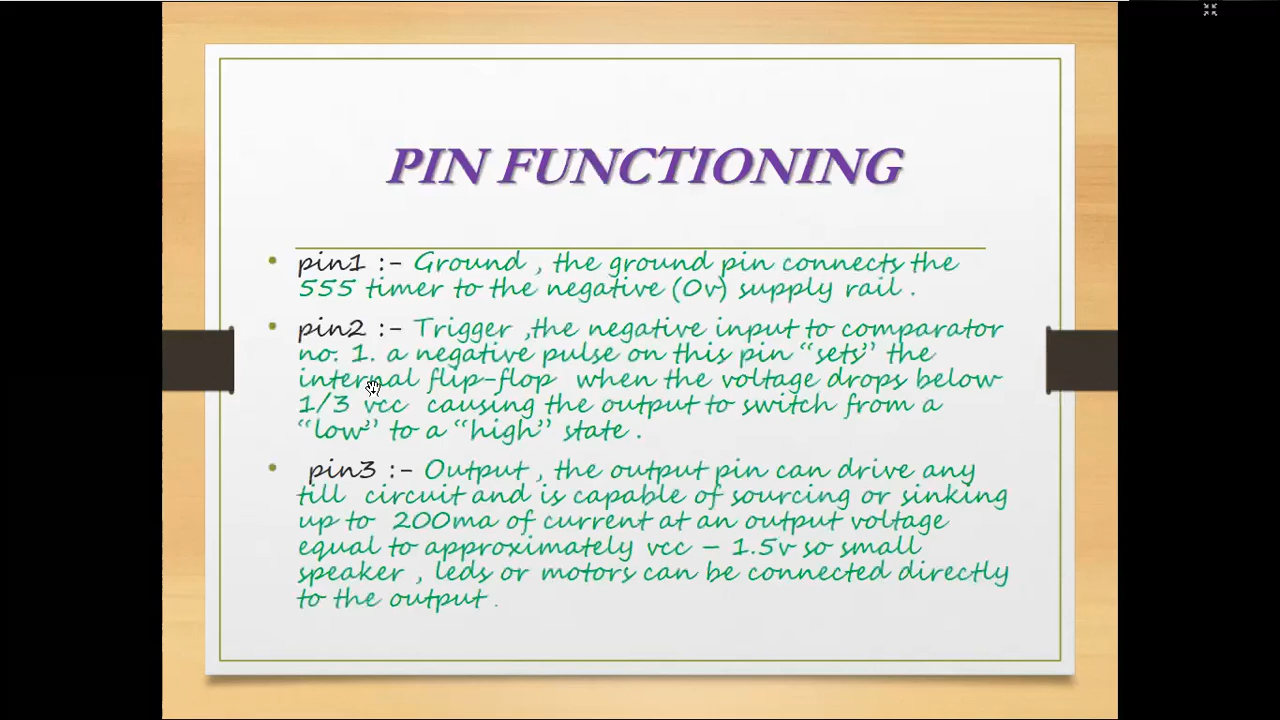 PIN FUNCTIONING
• pin1 :- Ground , the ground pin connects the
555 timer to the negative (0v) supply rail .
• pin2 :- Trigger ,the negative input to comparator
no. 1. a negative pulse on this pin “sets” the
internal flip-flop when the voltage drops below
1/3 vcc causing the output to switch from a
“low” to a “high” state .
• pin3 :- Output , the output pin can drive any
till circuit and is capable of sourcing or sinking
up to 200ma of current at an output voltage
equal to approximately vcc – 1.5v so small
speaker , leds or motors can be connected directly
to the output .